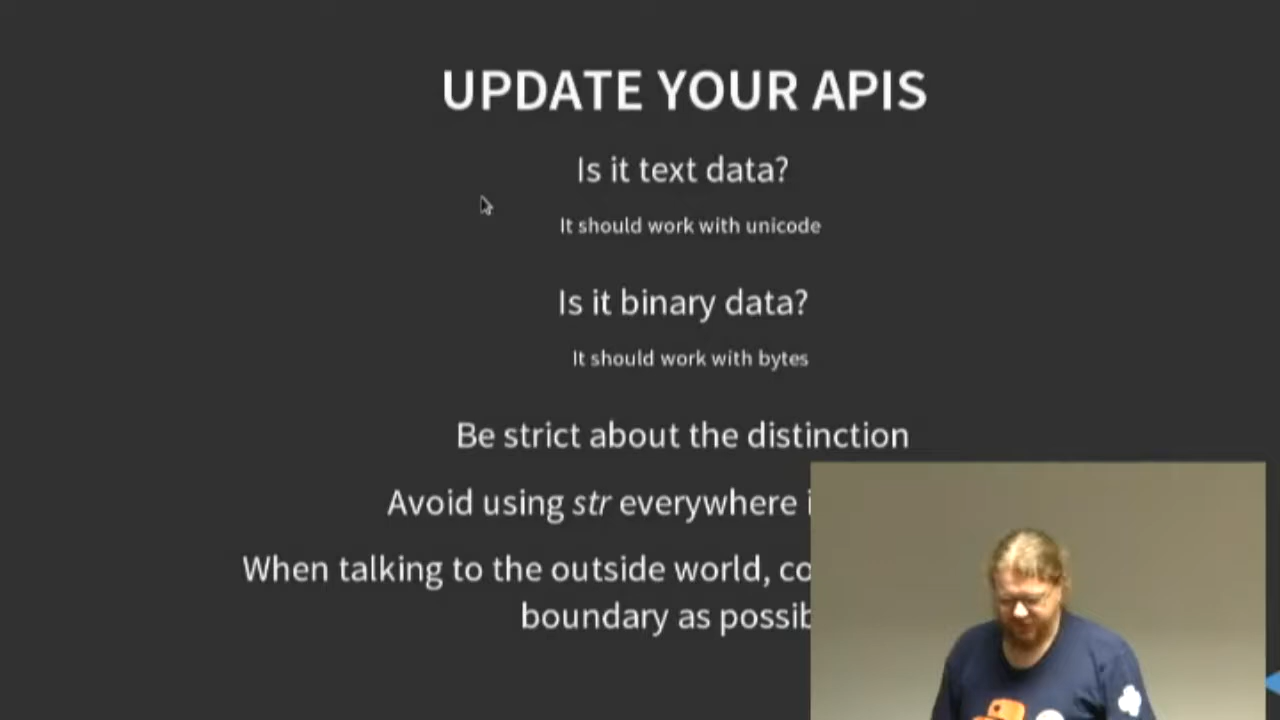 UPDATE YOUR APIS
Is it text data?
It should work with unicode
Is it binary data?
It should work with bytes
Be strict about the distinction
Avoid using str everywhere
When talking to the outside world,
boundary as